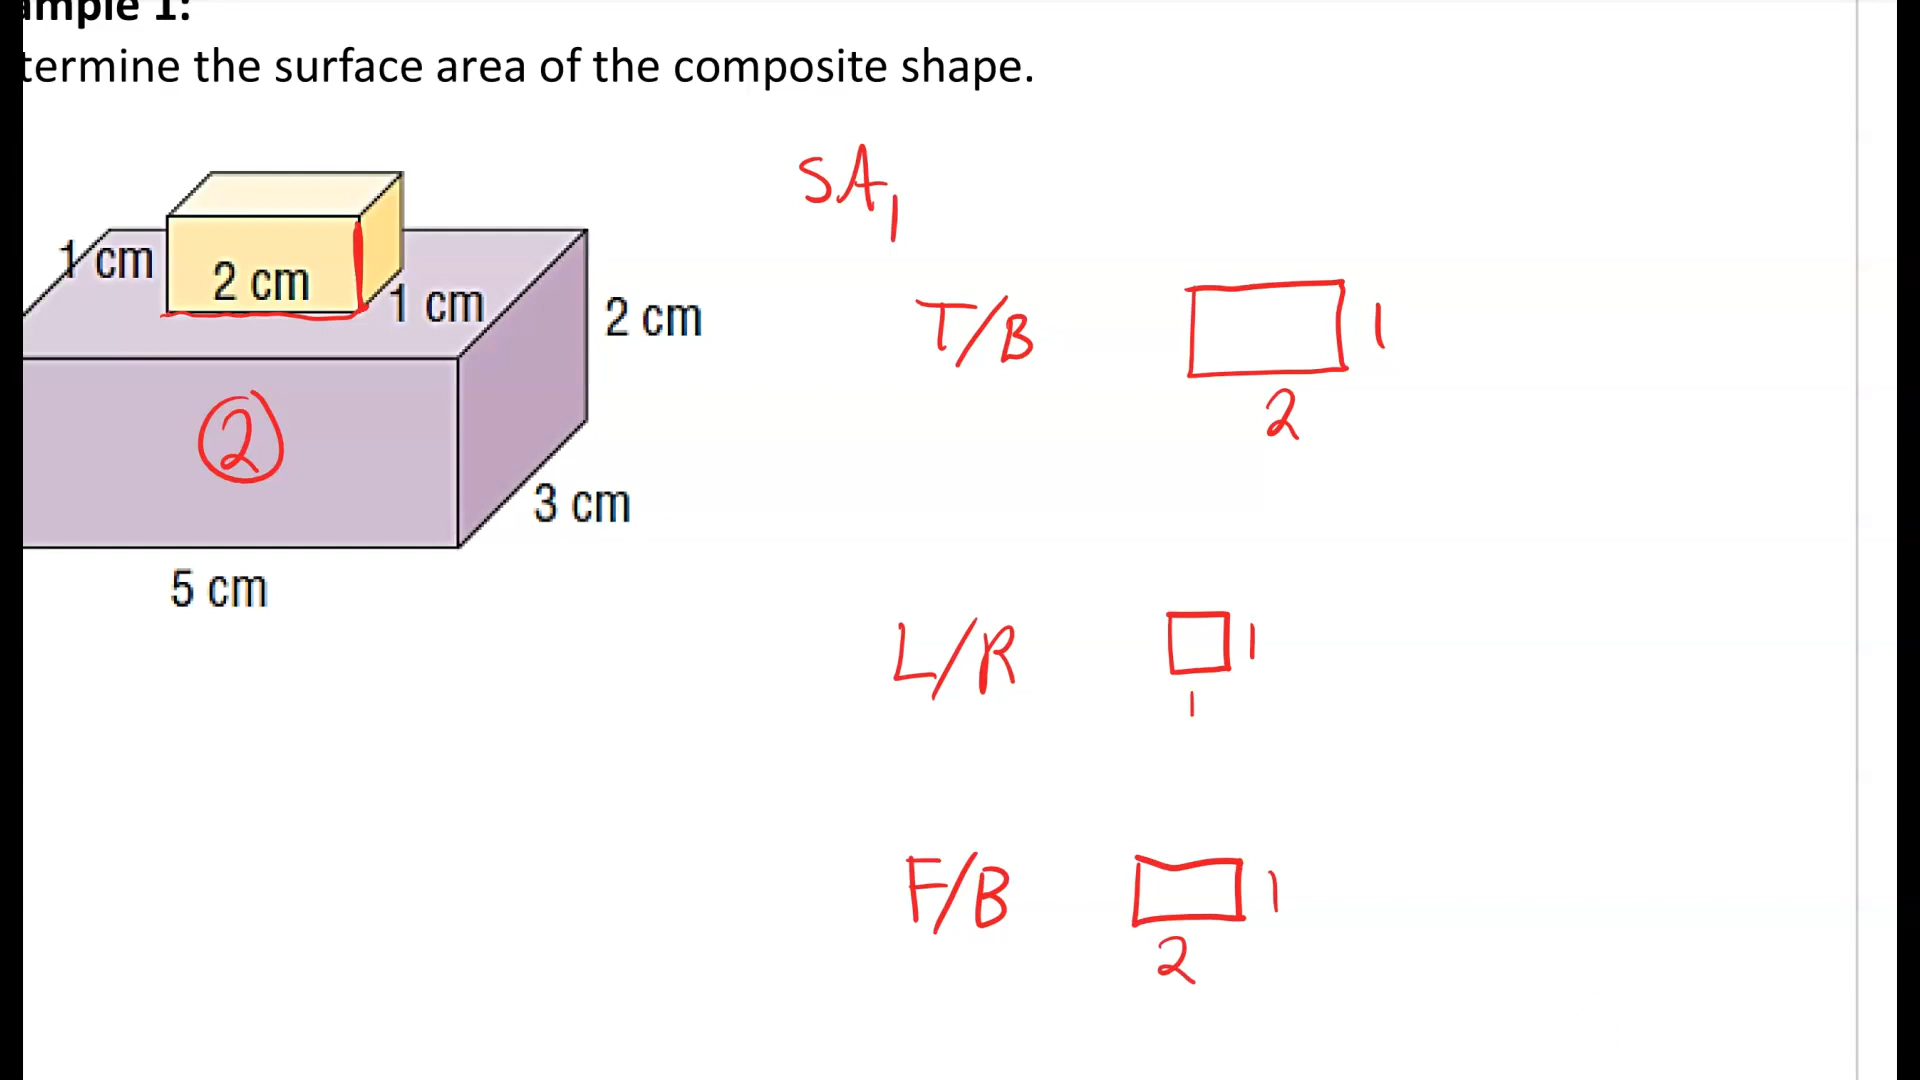 ample 1:
termine the surface area of the composite shape.
SA₁
1 cm
2 cm
1 cm
2 cm
T/B
1
2
②
3 cm
5 cm
L/R
1
1
F/B
1
2